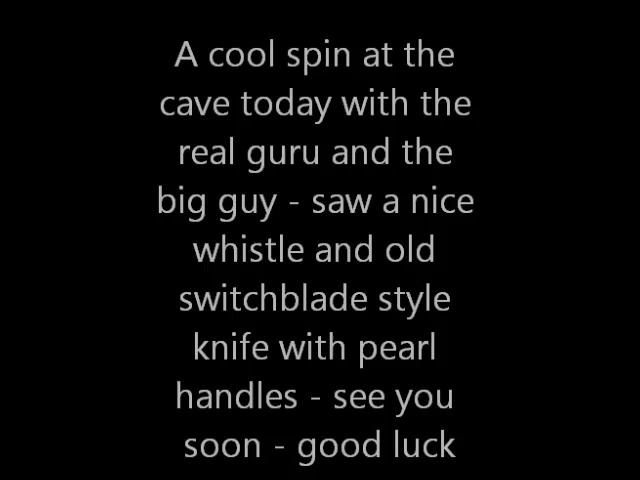 A cool spin at the
cave today with the
real guru and the
big guy - saw a nice
whistle and old
switchblade style
knife with pearl
handles - see you
soon - good luck